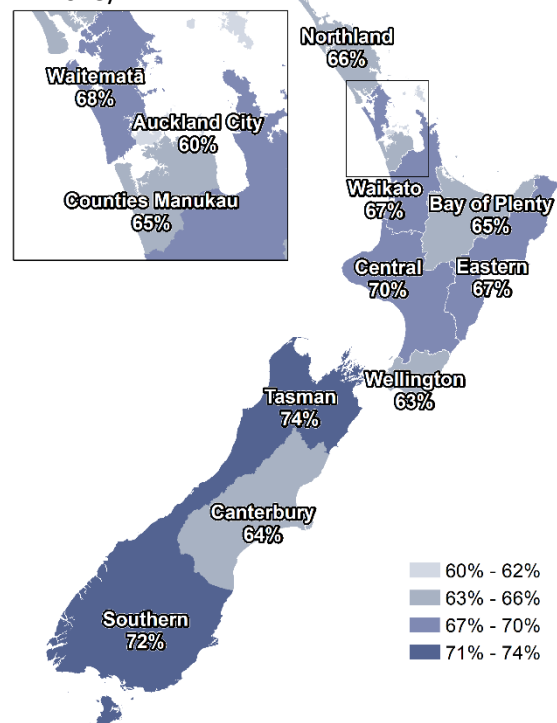 Northland
66%
Waitematā
68%
Auckland City
60%
Counties Manukau
65%
Waikato
67%
Bay of Plenty
65%
Central
70%
Eastern
67%
Wellington
63%
Tasman
74%
Canterbury
64%
Southern
72%
60% - 62%
63% - 66%
67% - 70%
71% - 74%